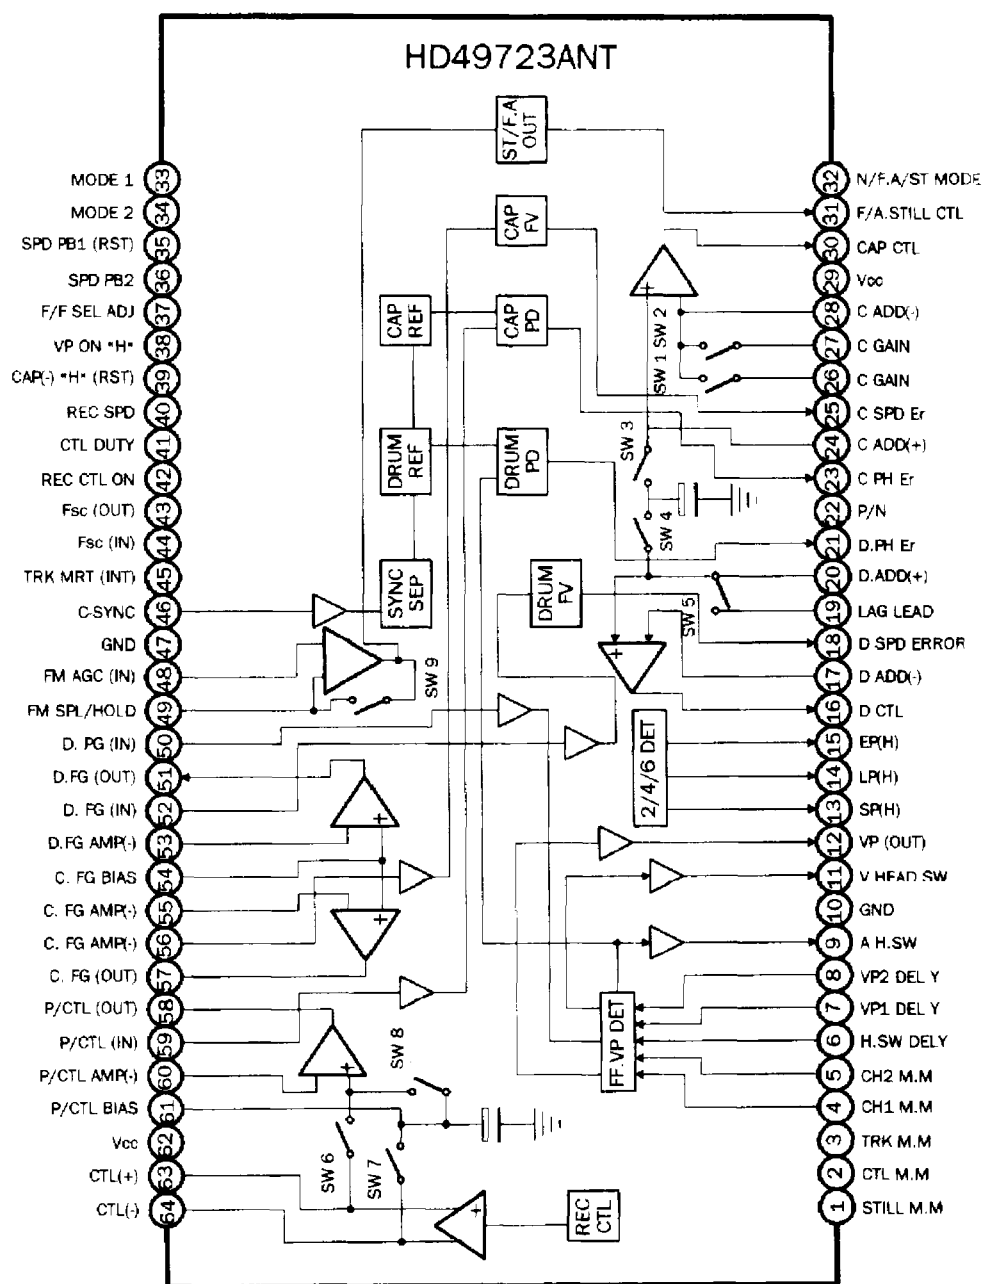 HD49723ANT
MODE 1 33
MODE 2 34
SPD PB1 (RST) 35
SPD PB2 36
F/F SEL ADJ 37
VP ON "H" 38
CAP(-) "H" (RST) 39
REC SPD 40
CTL DUTY 41
REC CTL ON 42
Fsc (OUT) 43
Fsc (IN) 44
TRK MRT (INT) 45
C-SYNC 46
GND 47
FM AGC (IN) 48
FM SPL/HOLD 49
D. PG (IN) 50
D.FG (OUT) 51
D. FG (IN) 52
D.FG AMP(-) 53
C. FG BIAS 54
C. FG AMP(-) 55
C. FG AMP(-) 56
C. FG (OUT) 57
P/CTL (OUT) 58
P/CTL (IN) 59
P/CTL AMP(-) 60
P/CTL BIAS 61
Vcc 62
CTL(+) 63
CTL(-) 64
ST/F.A
OUT
CAP
FV
CAP
REF
CAP
PD
DRUM
REF
DRUM
PD
SYNC
SEP
DRUM
FV
2/4/6 DET
FF.VP DET
REC
CTL
SW 1
SW 2
SW 3
SW 4
SW 5
SW 6
SW 7
SW 8
SW 9
+
+
+
+
+
+
32 N/F.A/ST MODE
31 F/A.STILL CTL
30 CAP CTL
29 Vcc
28 C ADD(-)
27 C GAIN
26 C GAIN
25 C SPD Er
24 C ADD(+)
23 C PH Er
22 P/N
21 D.PH Er
20 D.ADD(+)
19 LAG LEAD
18 D SPD ERROR
17 D ADD(-)
16 D CTL
15 EP(H)
14 LP(H)
13 SP(H)
12 VP (OUT)
11 V.HEAD SW
10 GND
9 A H.SW
8 VP2 DEL Y
7 VP1 DEL Y
6 H.SW DELY
5 CH2 M.M
4 CH1 M.M
3 TRK M.M
2 CTL M.M
1 STILL M.M